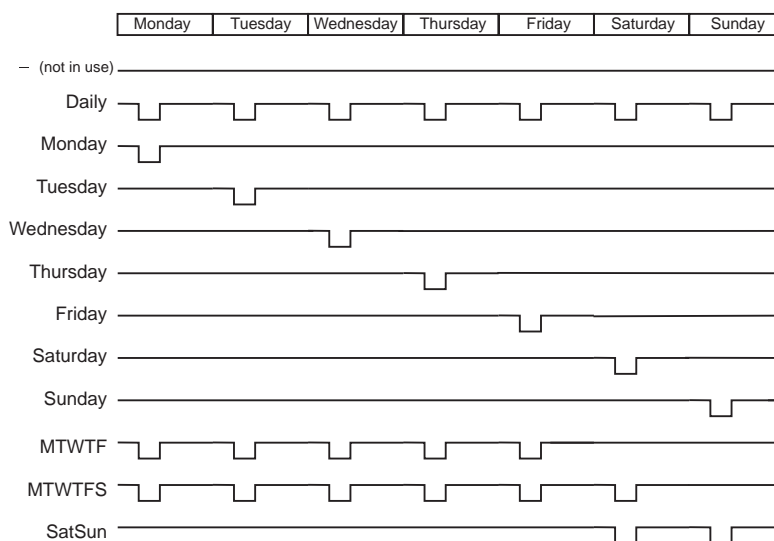 Monday Tuesday Wednesday Thursday Friday Saturday Sunday
– (not in use)
Daily
Monday
Tuesday
Wednesday
Thursday
Friday
Saturday
Sunday
MTWTF
MTWTFS
SatSun